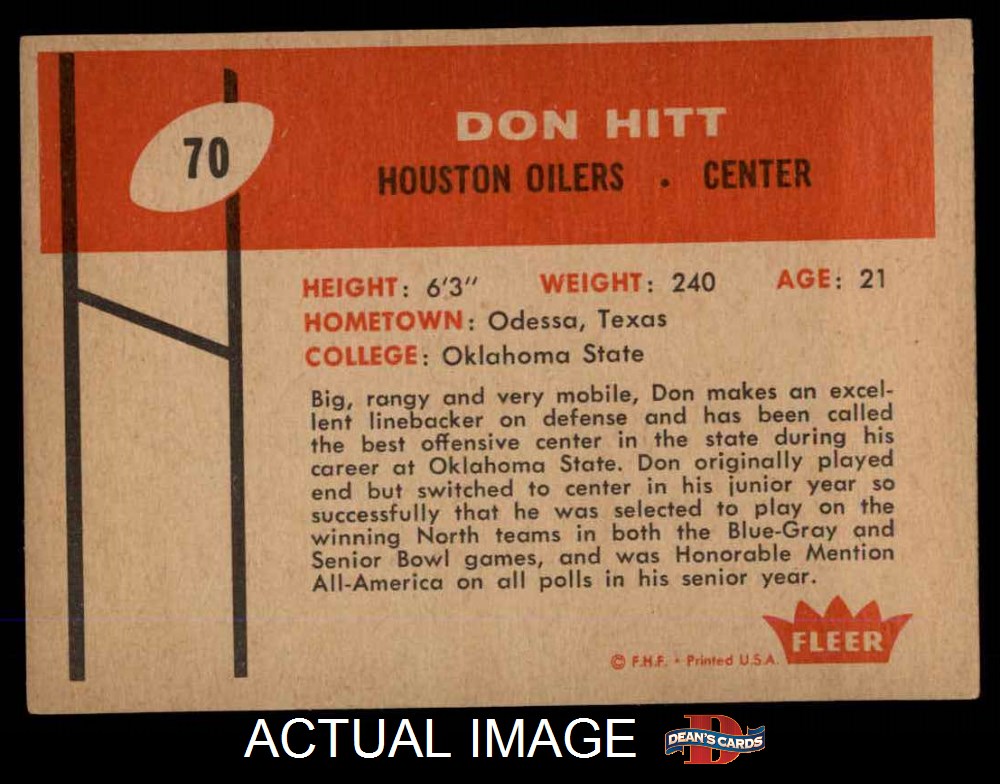 70
DON HITT
HOUSTON OILERS . CENTER
HEIGHT: 6'3" WEIGHT: 240 AGE: 21
HOMETOWN: Odessa, Texas
COLLEGE: Oklahoma State
Big, rangy and very mobile, Don makes an excel-
lent linebacker on defense and has been called
the best offensive center in the state during his
career at Oklahoma State. Don originally played
end but switched to center in his junior year so
successfully that he was selected to play on the
winning North teams in both the Blue-Gray and
Senior Bowl games, and was Honorable Mention
All-America on all polls in his senior year.
FLEER
© F.H.F. • Printed U.S.A.
ACTUAL IMAGE
D
DEAN'S CARDS